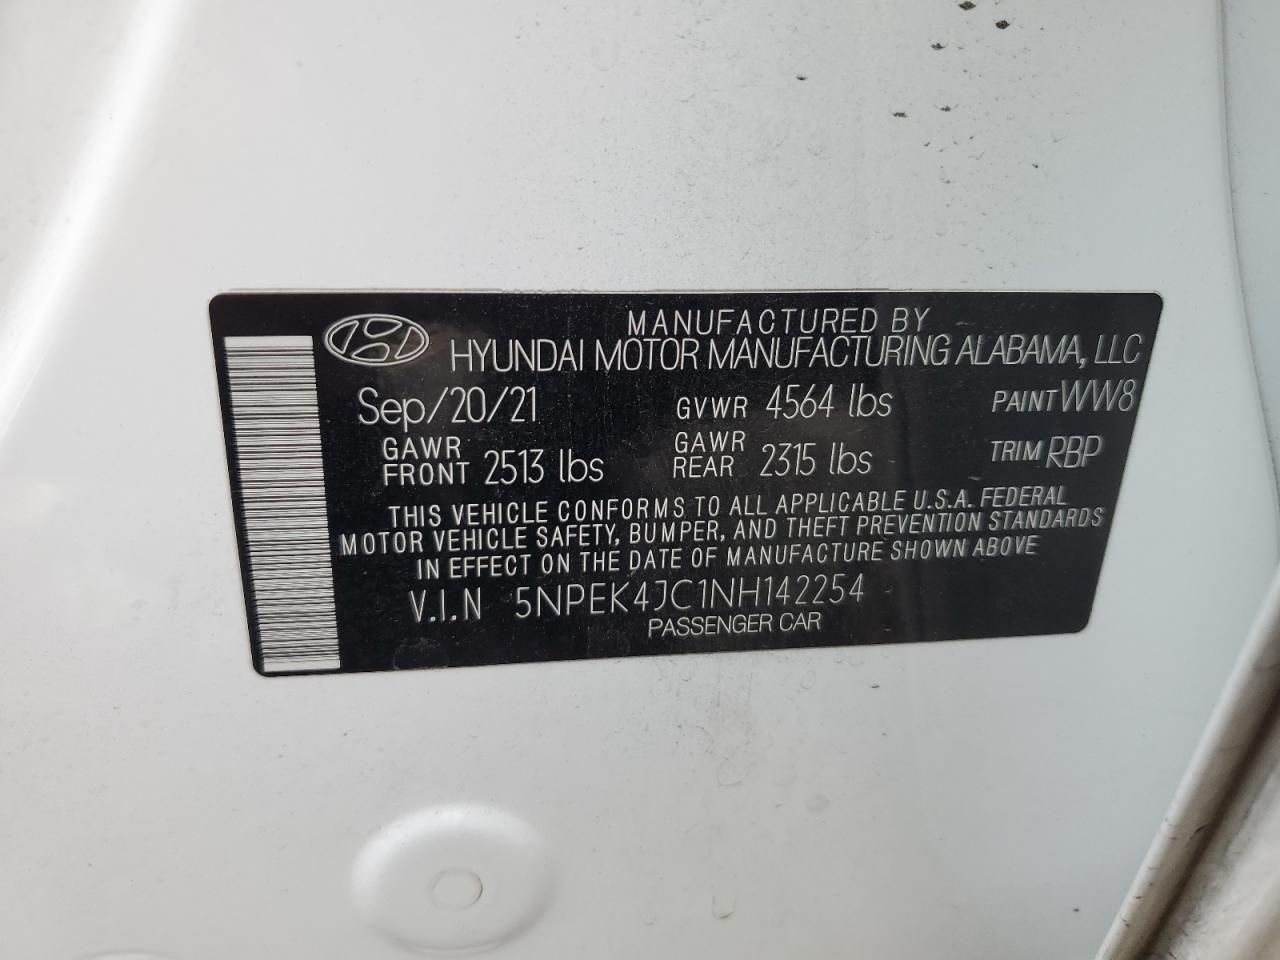 MANUFACTURED BY
HYUNDAI MOTOR MANUFACTURING ALABAMA, LLC
Sep/20/21 GVWR 4564 lbs PAINT WW8
GAWR FRONT 2513 lbs GAWR REAR 2315 lbs TRIM RBP
THIS VEHICLE CONFORMS TO ALL APPLICABLE U.S.A. FEDERAL
MOTOR VEHICLE SAFETY, BUMPER, AND THEFT PREVENTION STANDARDS
IN EFFECT ON THE DATE OF MANUFACTURE SHOWN ABOVE
V.I.N 5NPEK4JC1NH142254
PASSENGER CAR